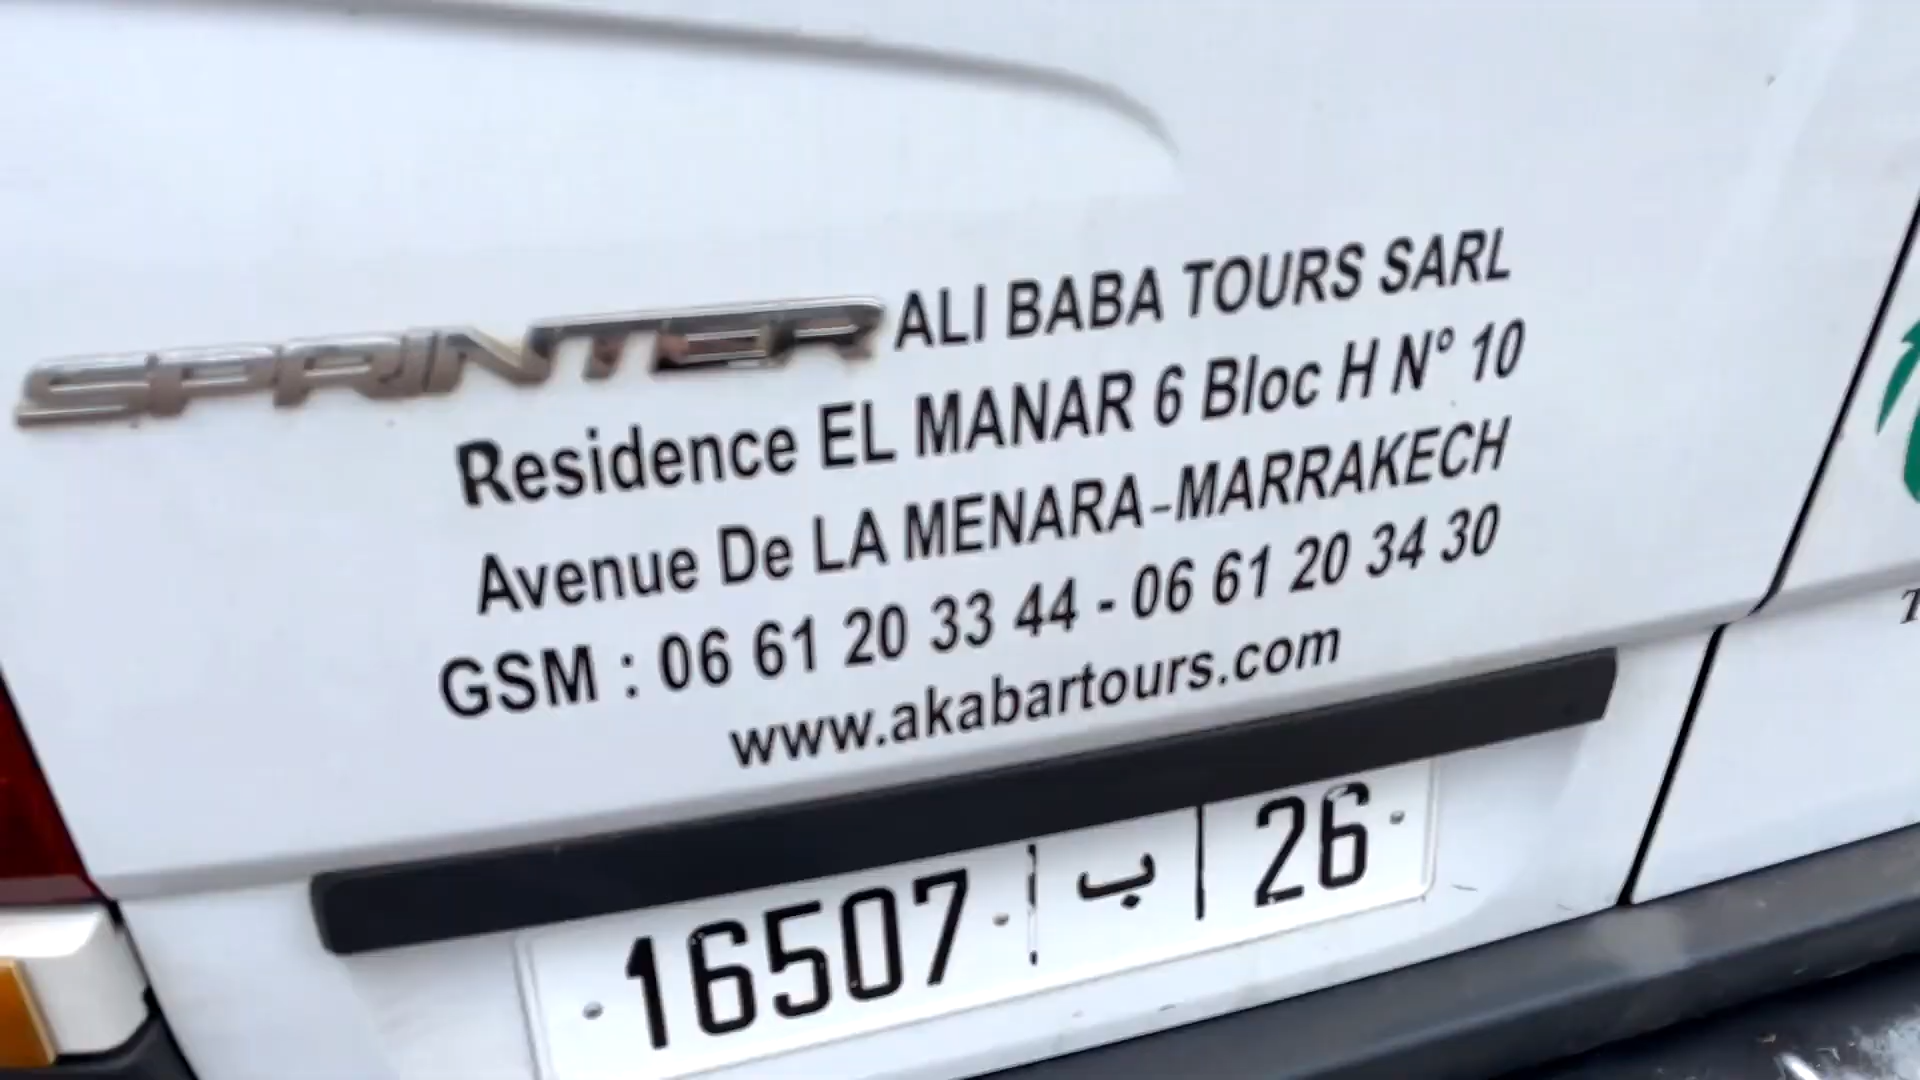 SPRINTER
ALI BABA TOURS SARL
Residence EL MANAR 6 Bloc H N° 10
Avenue De LA MENARA-MARRAKECH
GSM : 06 61 20 33 44 - 06 61 20 34 30
www.akabartours.com
16507 | ب | 26
T